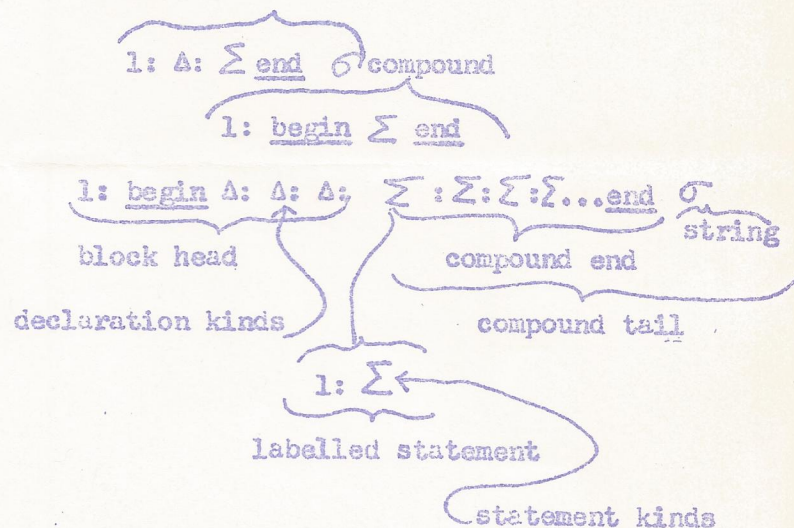 l: Δ: Σ end σ compound
l: begin Σ end
l: begin Δ: Δ: Δ: Σ : Σ: Σ :Σ...end σ
string
block head compound end
declaration kinds compound tail
l: Σ
labelled statement
statement kinds